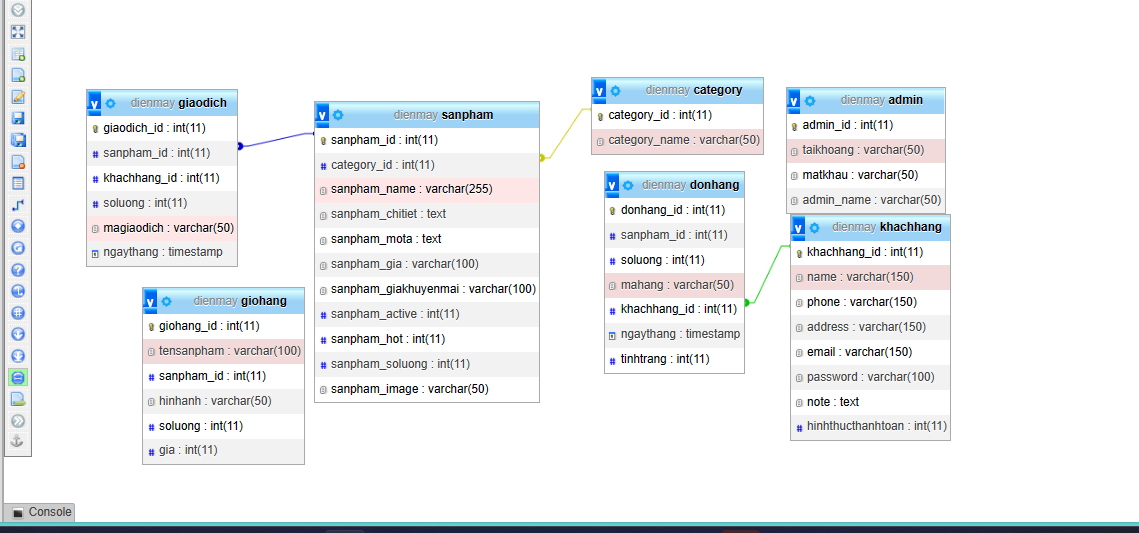 dienmay giaodich
giaodich_id : int(11)
sanpham_id : int(11)
khachhang_id : int(11)
soluong : int(11)
magiaodich : varchar(50)
ngaythang : timestamp
dienmay giohang
giohang_id : int(11)
tensanpham : varchar(100)
sanpham_id : int(11)
hinhanh : varchar(50)
soluong : int(11)
gia : int(11)
dienmay sanpham
sanpham_id : int(11)
category_id : int(11)
sanpham_name : varchar(255)
sanpham_chitiet : text
sanpham_mota : text
sanpham_gia : varchar(100)
sanpham_giakhuyenmai : varchar(100)
sanpham_active : int(11)
sanpham_hot : int(11)
sanpham_soluong : int(11)
sanpham_image : varchar(50)
dienmay category
category_id : int(11)
category_name : varchar(50)
dienmay donhang
donhang_id : int(11)
sanpham_id : int(11)
soluong : int(11)
mahang : varchar(50)
khachhang_id : int(11)
ngaythang : timestamp
tinhtrang : int(11)
dienmay admin
admin_id : int(11)
taikhoang : varchar(50)
matkhau : varchar(50)
admin_name : varchar(50)
dienmay khachhang
khachhang_id : int(11)
name : varchar(150)
phone : varchar(150)
address : varchar(150)
email : varchar(150)
password : varchar(100)
note : text
hinhthucthanhtoan : int(11)
Console